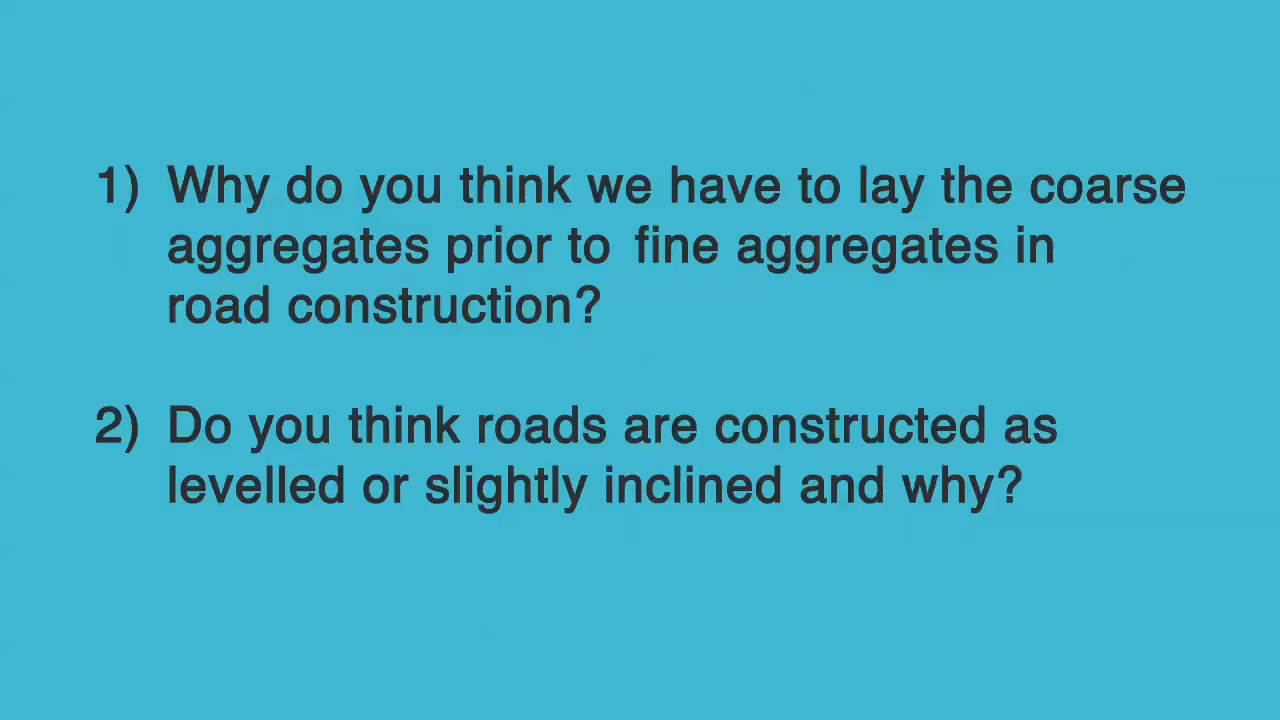 1) Why do you think we have to lay the coarse
aggregates prior to fine aggregates in
road construction?
2) Do you think roads are constructed as
levelled or slightly inclined and why?